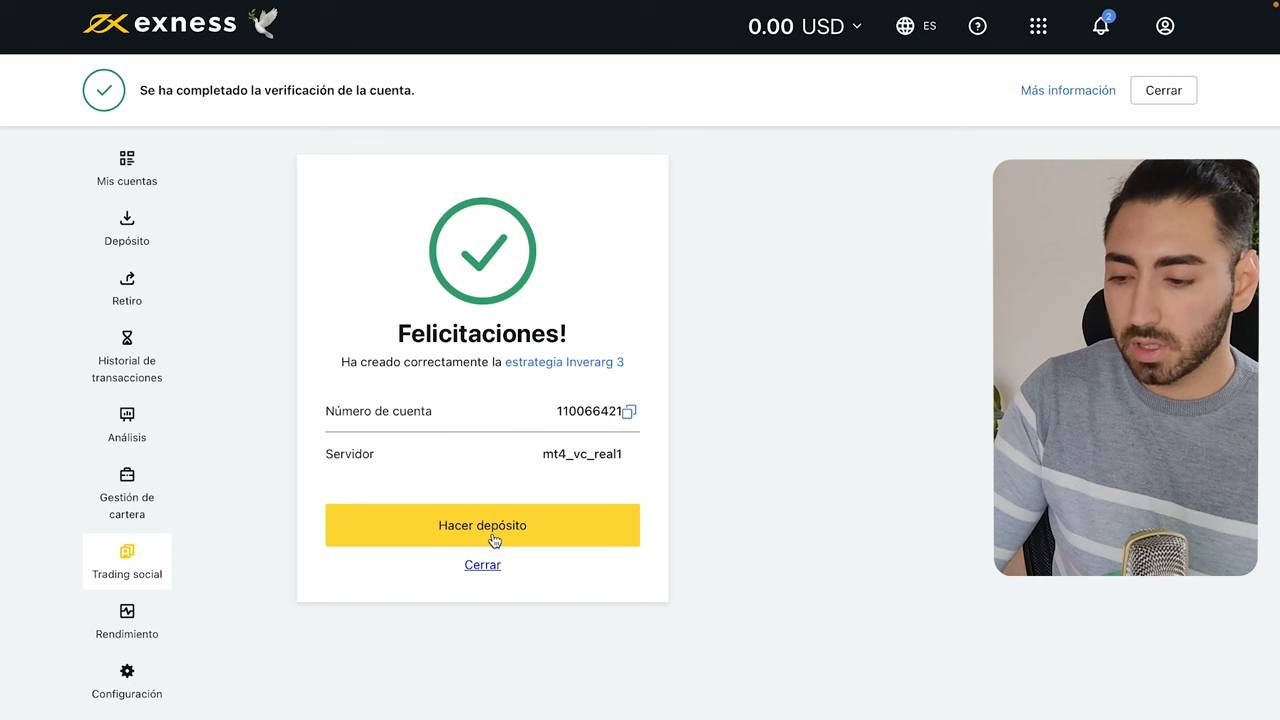 exness
0.00 USD
ES
2
Se ha completado la verificación de la cuenta.
Más información
Cerrar
Mis cuentas
Depósito
Retiro
Historial de
transacciones
Análisis
Gestión de
cartera
Trading social
Rendimiento
Configuración
Felicitaciones!
Ha creado correctamente la estrategia Inverarg 3
Número de cuenta 110066421
Servidor mt4_vc_real1
Hacer depósito
Cerrar